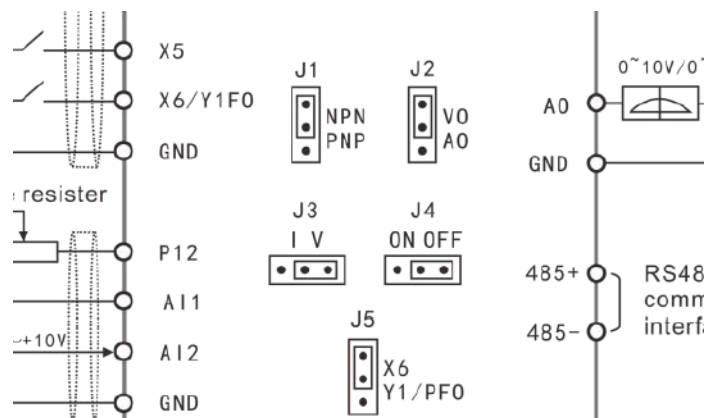 X5
X6/Y1FO
GND
resister
P12
AI1
+10V
AI2
GND
J1
NPN
PNP
J2
VO
AO
J3
I V
J4
ON OFF
J5
X6
Y1/PFO
0~10V/0~
AO
GND
485+
485-
RS48
comm
interfa